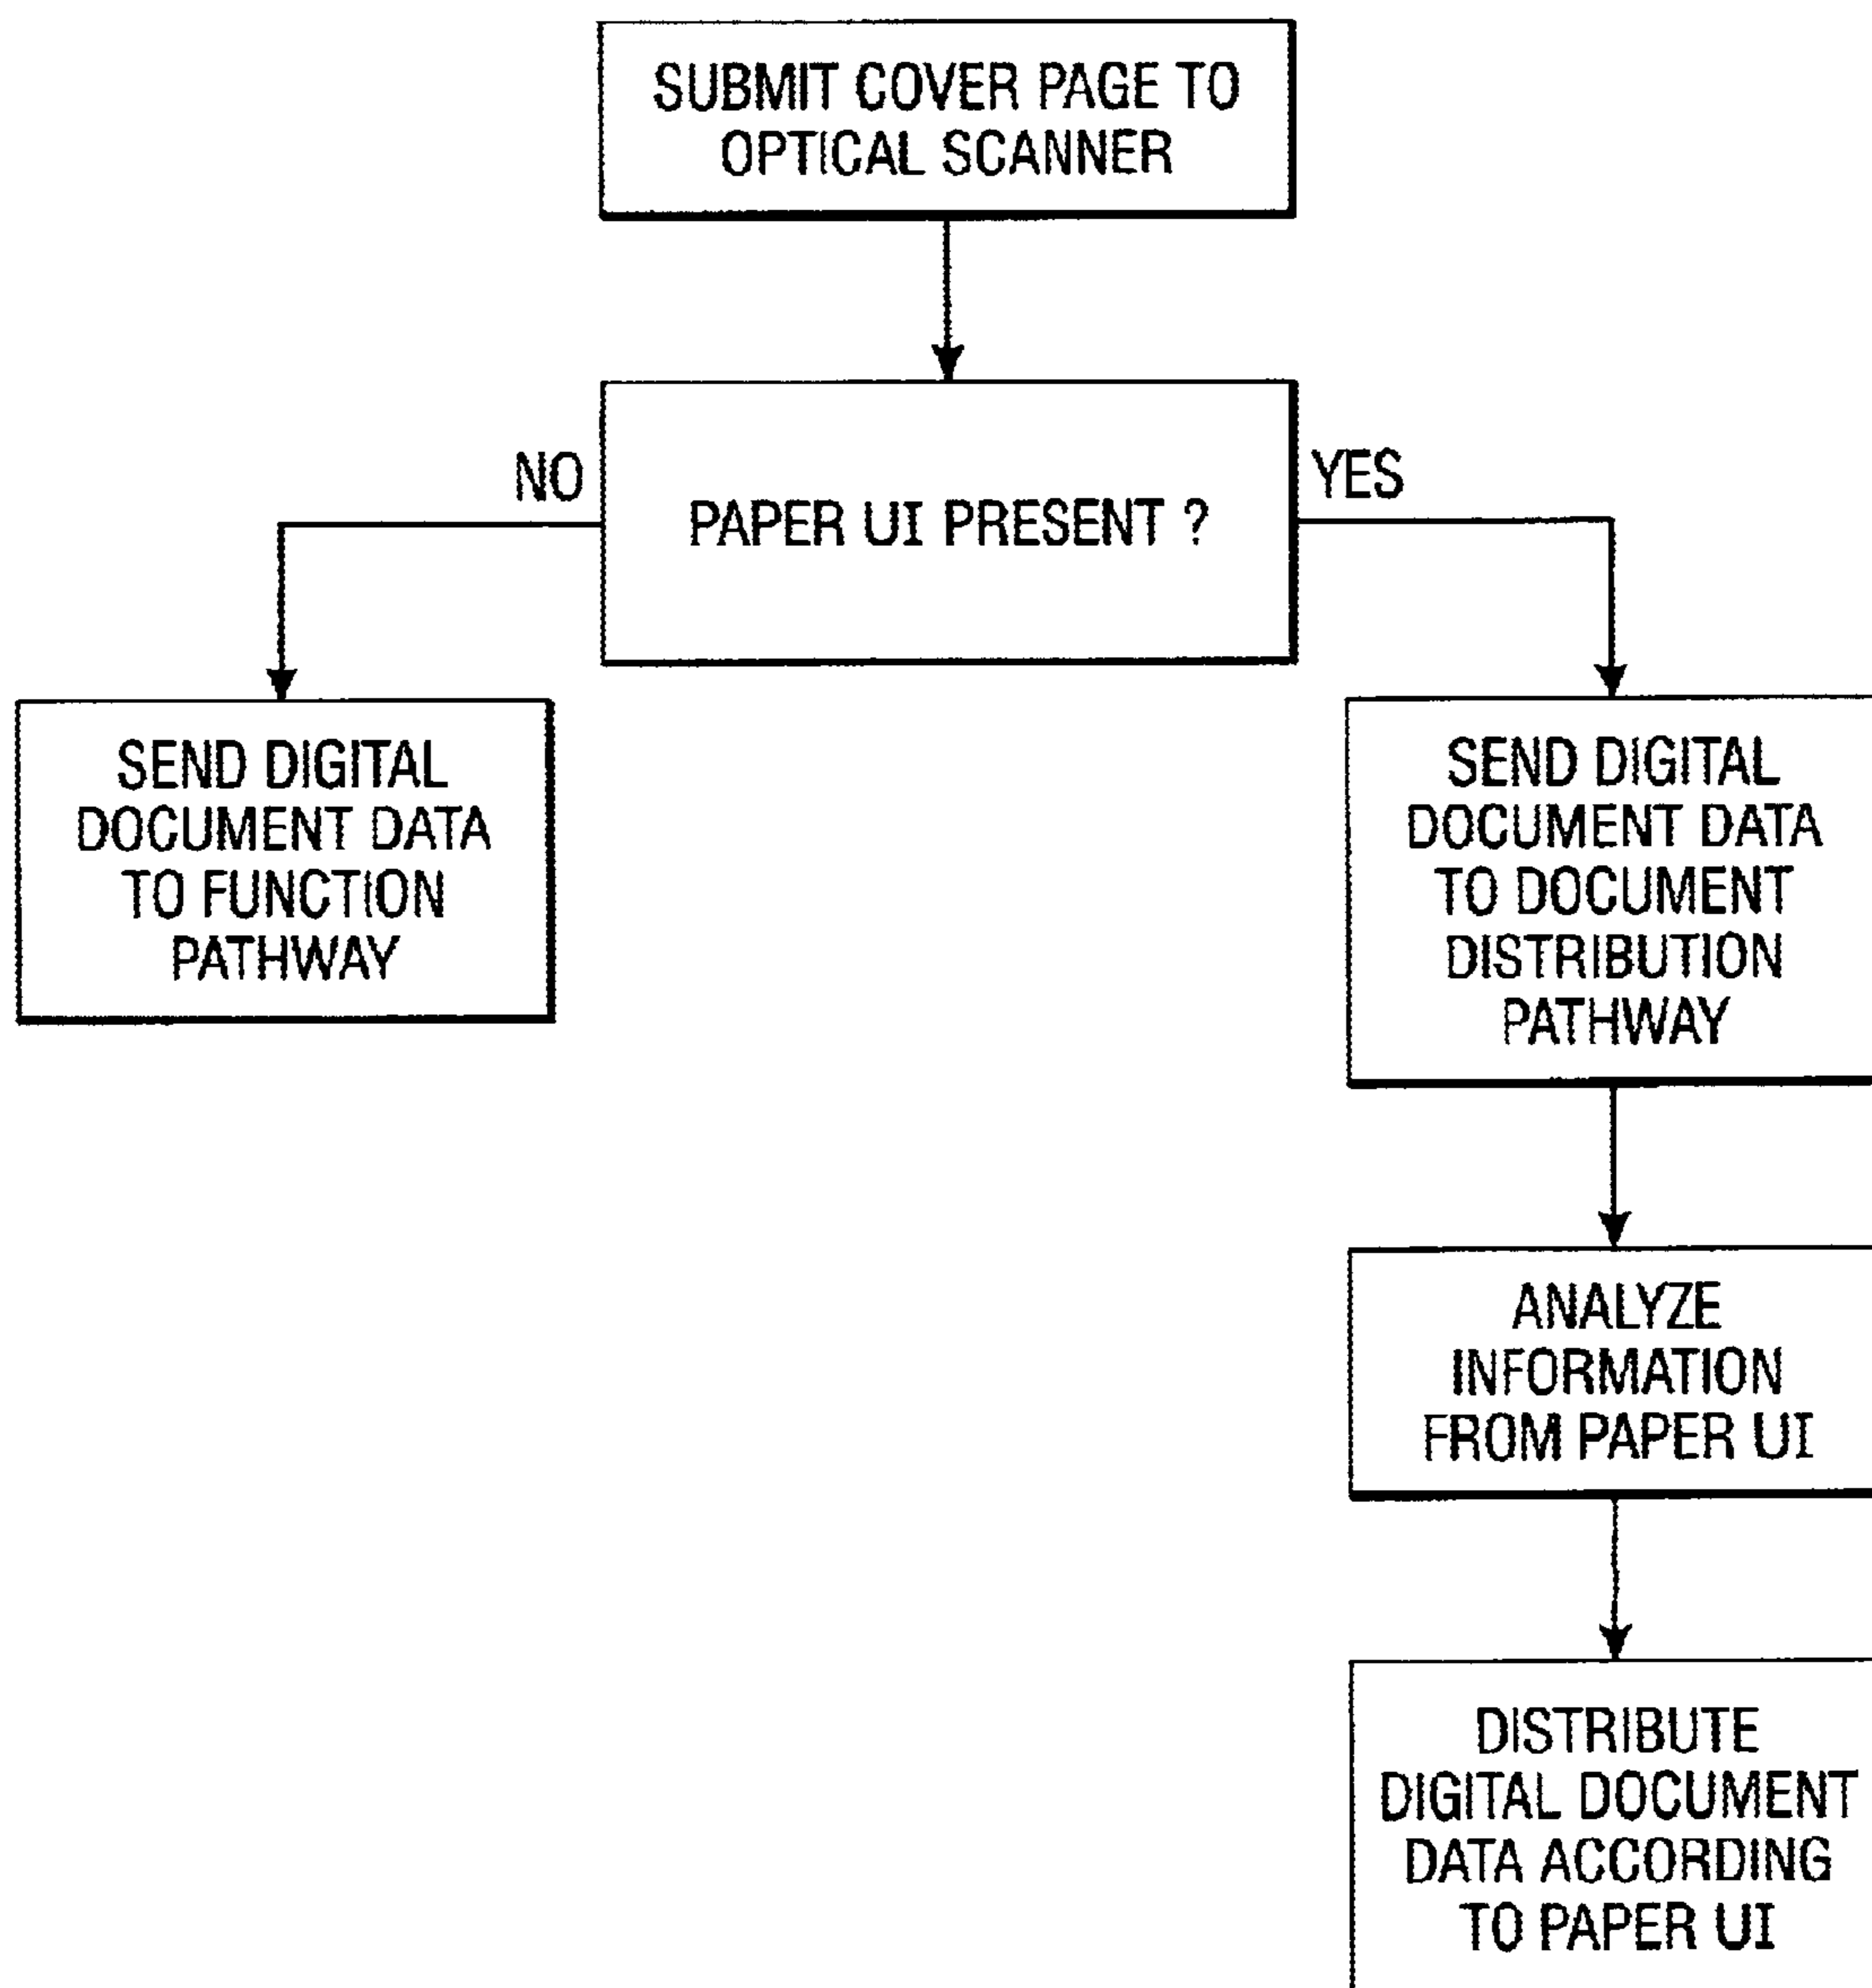 SUBMIT COVER PAGE TO
OPTICAL SCANNER
NO
YES
PAPER UI PRESENT ?
SEND DIGITAL
DOCUMENT DATA
TO FUNCTION
PATHWAY
SEND DIGITAL
DOCUMENT DATA
TO DOCUMENT
DISTRIBUTION
PATHWAY
ANALYZE
INFORMATION
FROM PAPER UI
DISTRIBUTE
DIGITAL DOCUMENT
DATA ACCORDING
TO PAPER UI